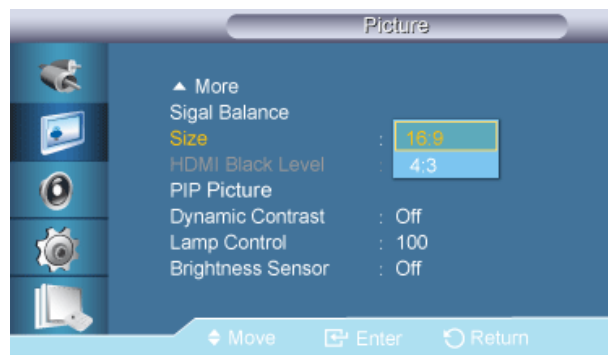 Picture
▲ More
Sigal Balance
Size : 16:9
HDMI Black Level : 4:3
PIP Picture
Dynamic Contrast : Off
Lamp Control : 100
Brightness Sensor : Off
Move Enter Return